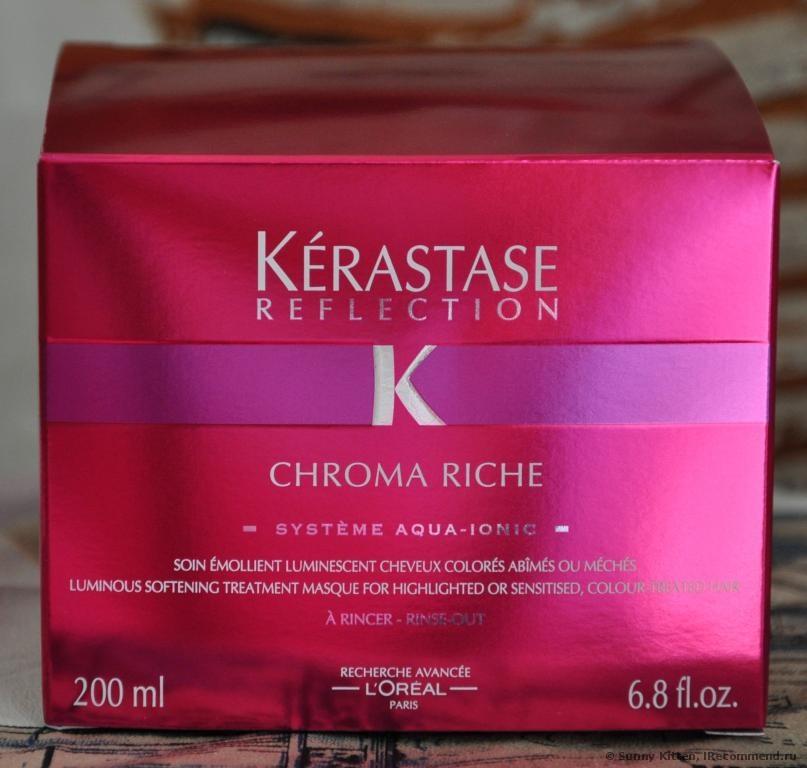 KÉRASTASE
REFLECTION
K
CHROMA RICHE
SYSTÈME AQUA-IONIC
SOIN ÉMOLLIENT LUMINESCENT CHEVEUX COLORÉS ABÎMÉS OU MÉCHÉS
LUMINOUS SOFTENING TREATMENT MASQUE FOR HIGHLIGHTED OR SENSITISED, COLOUR-TREATED HAIR
À RINCER - RINSE-OUT
RECHERCHE AVANCÉE
L'ORÉAL
PARIS
200 ml
6.8 fl.oz.
© Sunny Kitten, IRecommend.ru